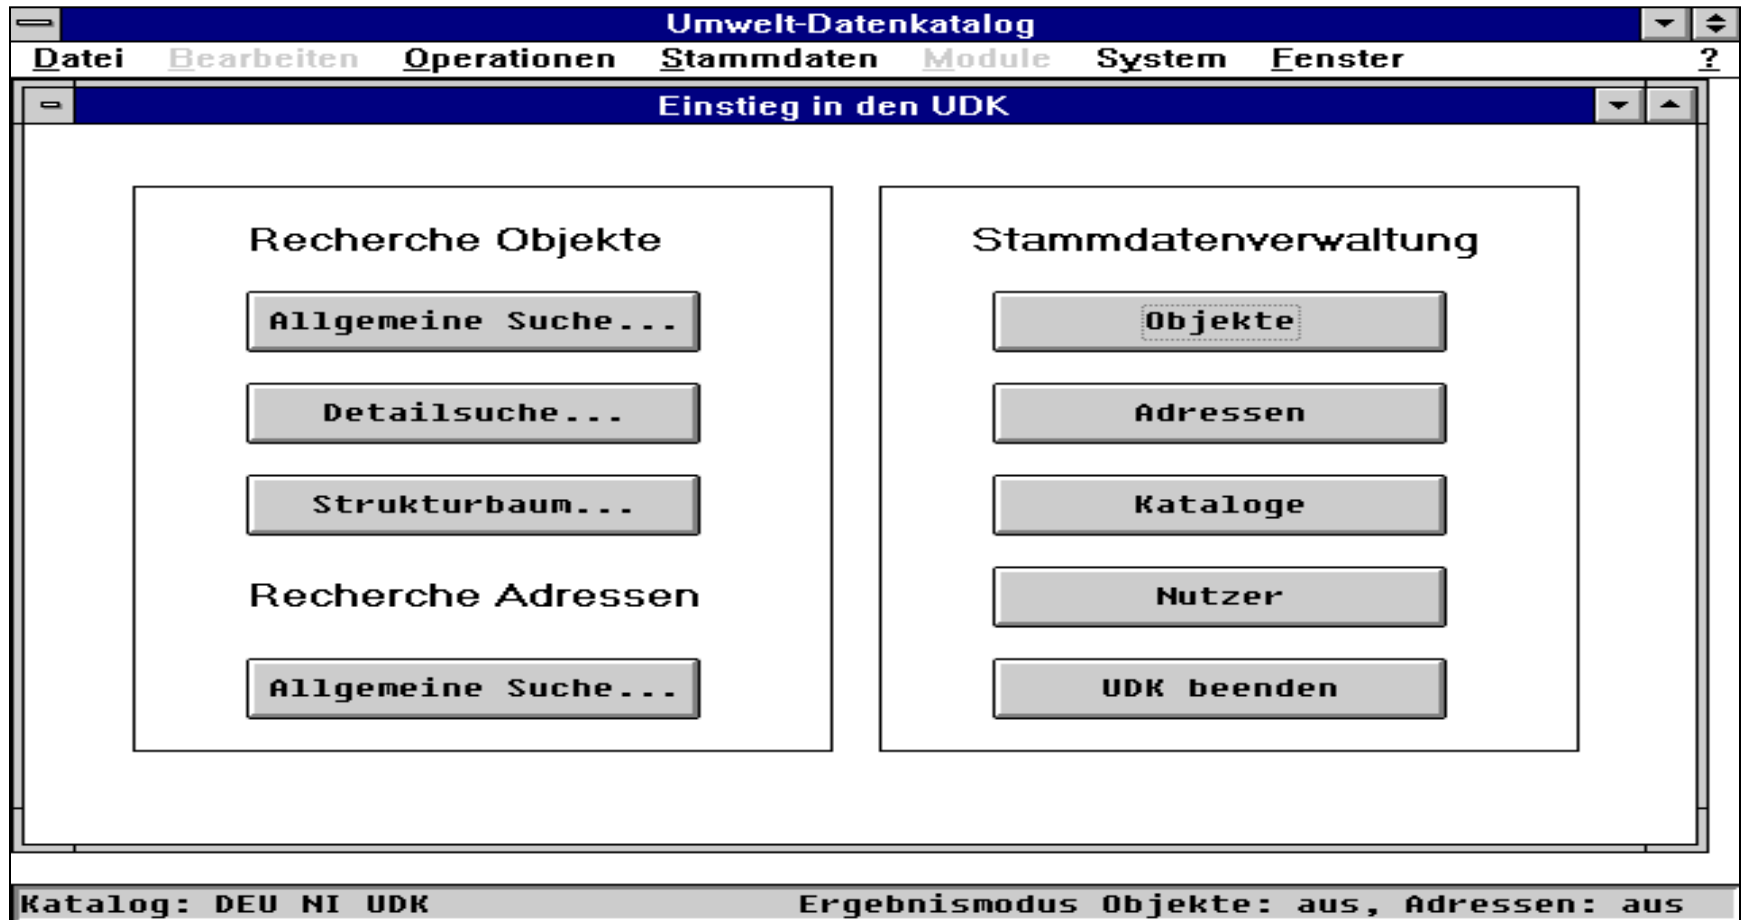 Umwelt-Datenkatalog
Datei Bearbeiten Operationen Stammdaten Module System Fenster ?
Einstieg in den UDK
Recherche Objekte
Allgemeine Suche...
Detailsuche...
Strukturbaum...
Recherche Adressen
Allgemeine Suche...
Stammdatenverwaltung
Objekte
Adressen
Kataloge
Nutzer
UDK beenden
Katalog: DEU NI UDK Ergebnismodus Objekte: aus, Adressen: aus